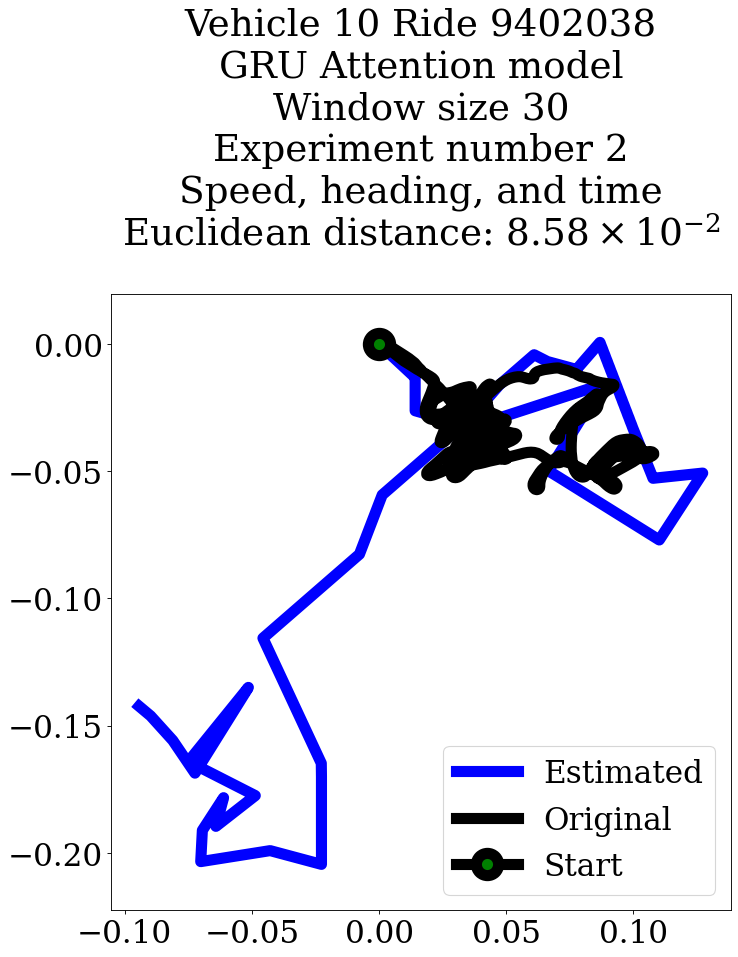 Vehicle 10 Ride 9402038
GRU Attention model
Window size 30
Experiment number 2
Speed, heading, and time
Euclidean distance: 8.58 × 10⁻²
0.00
−0.05
−0.10
−0.15
−0.20
Estimated
Original
Start
−0.10 −0.05 0.00 0.05 0.10